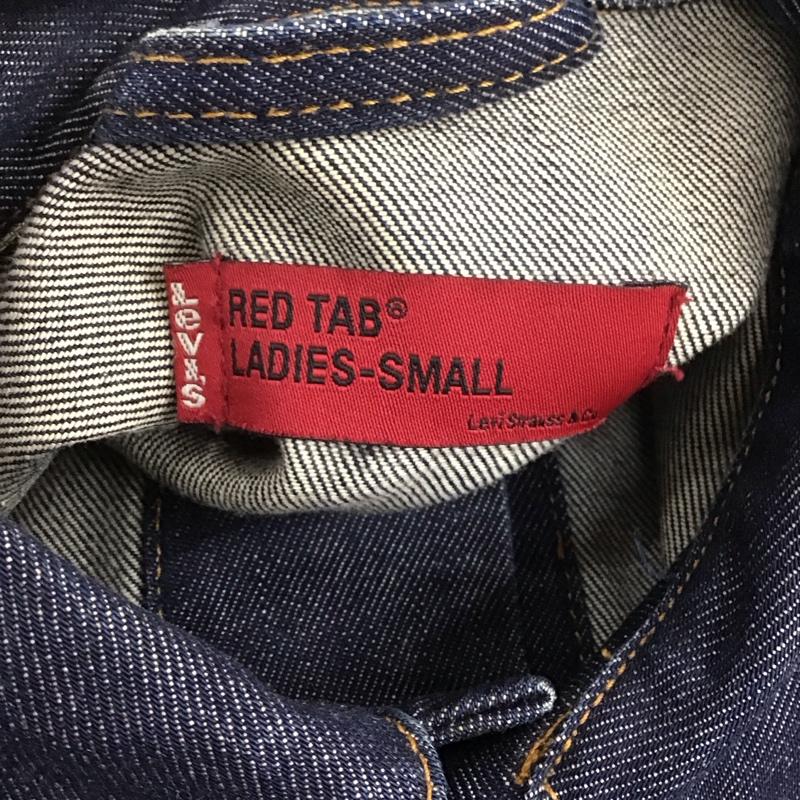 LEVI'S
RED TAB®
LADIES-SMALL
Levi Strauss & Co